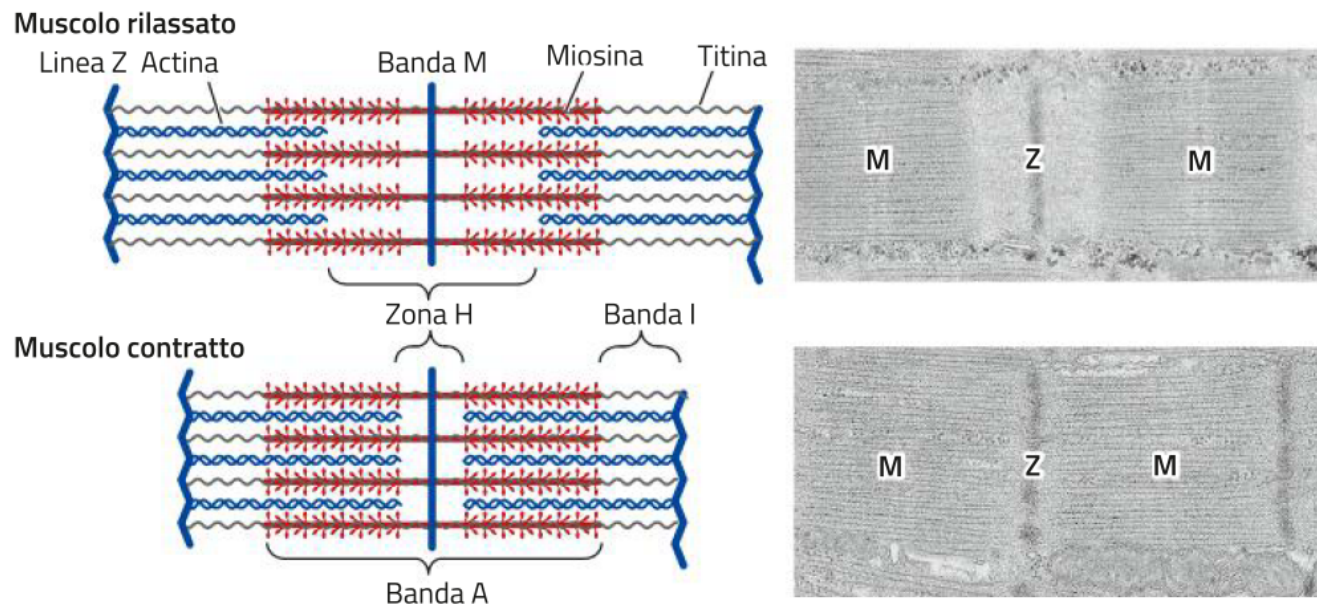 Muscolo rilassato
Linea Z Actina Banda M Miosina Titina
M Z M
Zona H Banda I
Muscolo contratto
M Z M
Banda A